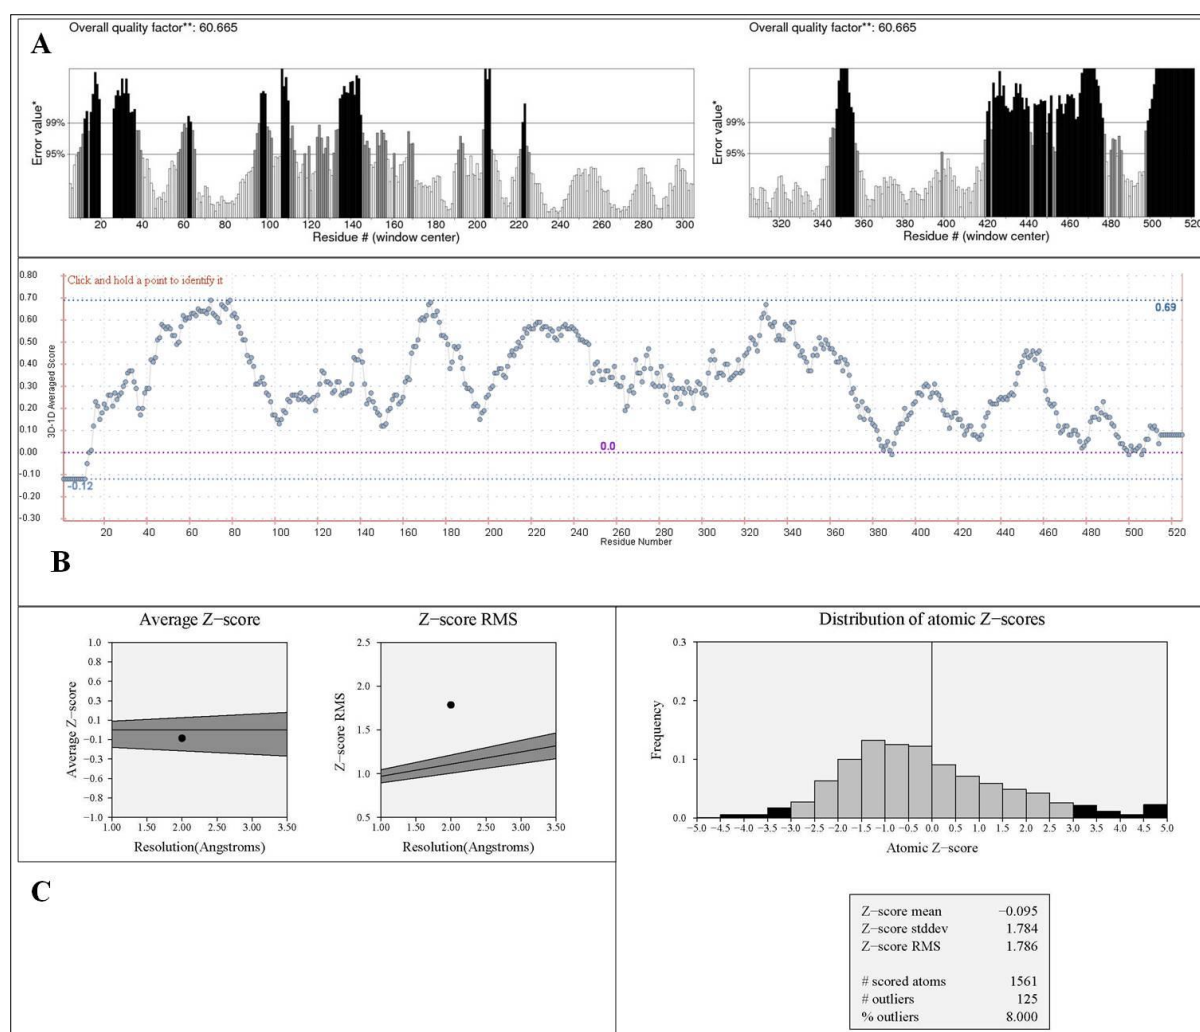 A
Overall quality factor**: 60.665
Error value*
99%
95%
20 40 60 80 100 120 140 160 180 200 220 240 260 280 300
Residue # (window center)
Overall quality factor**: 60.665
Error value*
99%
95%
320 340 360 380 400 420 440 460 480 500 520
Residue # (window center)
Click and hold a point to identify it
3D-1D Averaged Score
0.80
0.70
0.60
0.50
0.40
0.30
0.20
0.10
0.00
-0.10
-0.20
-0.30
0.69
0.0
-0.12
20 40 60 80 100 120 140 160 180 200 220 240 260 280 300 320 340 360 380 400 420 440 460 480 500 520
Residue Number
B
Average Z−score
Average Z−score
1.0
0.8
0.6
0.3
0.1
−0.1
−0.3
−0.6
−0.8
−1.0
1.00 1.50 2.00 2.50 3.00 3.50
Resolution(Angstroms)
Z−score RMS
Z−score RMS
2.5
2.0
1.5
1.0
0.5
1.00 1.50 2.00 2.50 3.00 3.50
Resolution(Angstroms)
Distribution of atomic Z−scores
Frequency
0.3
0.2
0.1
0.0
−5.0 −4.5 −4.0 −3.5 −3.0 −2.5 −2.0 −1.5 −1.0 −0.5 0.0 0.5 1.0 1.5 2.0 2.5 3.0 3.5 4.0 4.5 5.0
Atomic Z−score
C
Z−score mean −0.095
Z−score stddev 1.784
Z−score RMS 1.786
# scored atoms 1561
# outliers 125
% outliers 8.000